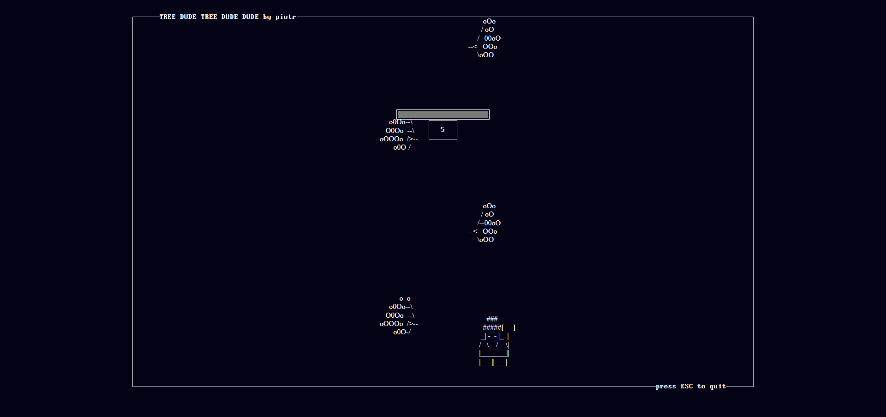 TREE DUDE TREE DUDE DUDE by piotr
5
press ESC to quit